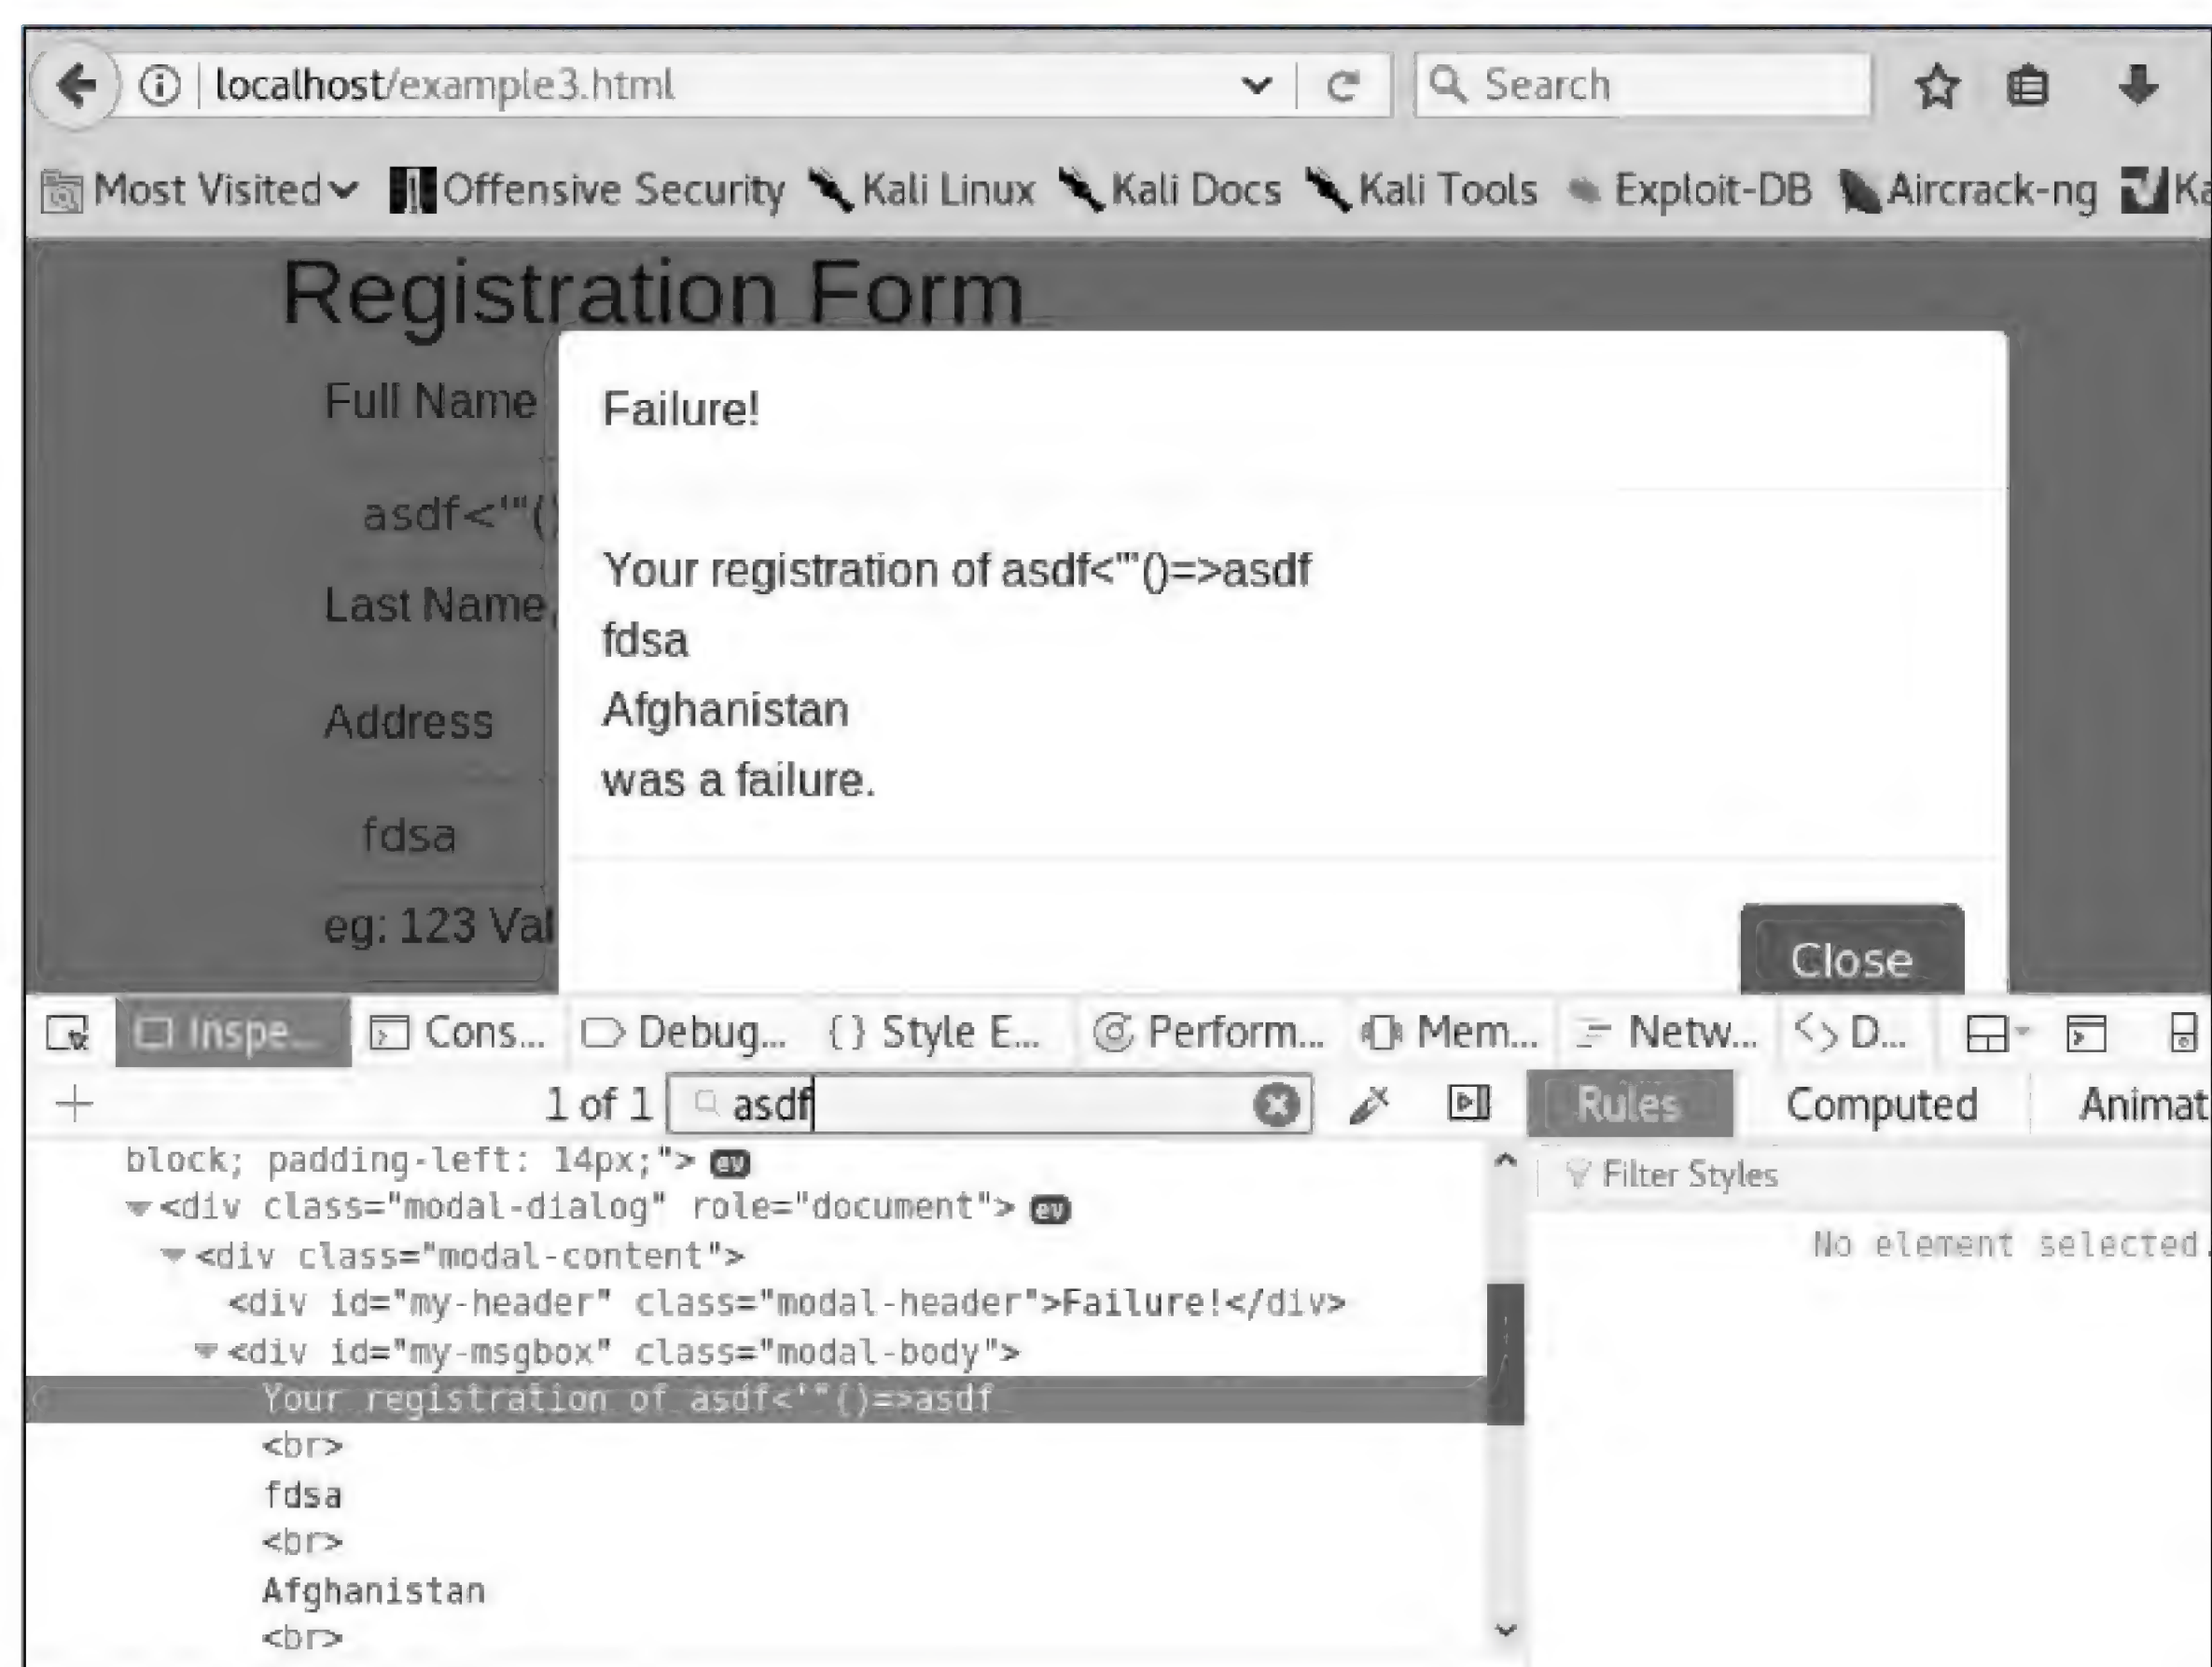 localhost/example3.html
Search
Most Visited Offensive Security Kali Linux Kali Docs Kali Tools Exploit-DB Aircrack-ng Ka
Registration Form
Full Name
Failure!
asdf<'"()
Your registration of asdf<'"()=>asdf
Last Name,
fdsa
Address
Afghanistan
was a failure.
fdsa
eg: 123 Val
Close
Inspe... Cons... Debug... {} Style E... Perform... Mem... Netw... D...
1 of 1 asdf Rules Computed Animat
block; padding-left: 14px;"> ev
Filter Styles
<div class="modal-dialog" role="document"> ev
<div class="modal-content">
No element selected.
<div id="my-header" class="modal-header">Failure!</div>
<div id="my-msgbox" class="modal-body">
Your registration of asdf<'"()=>asdf
<br>
fdsa
<br>
Afghanistan
<br>